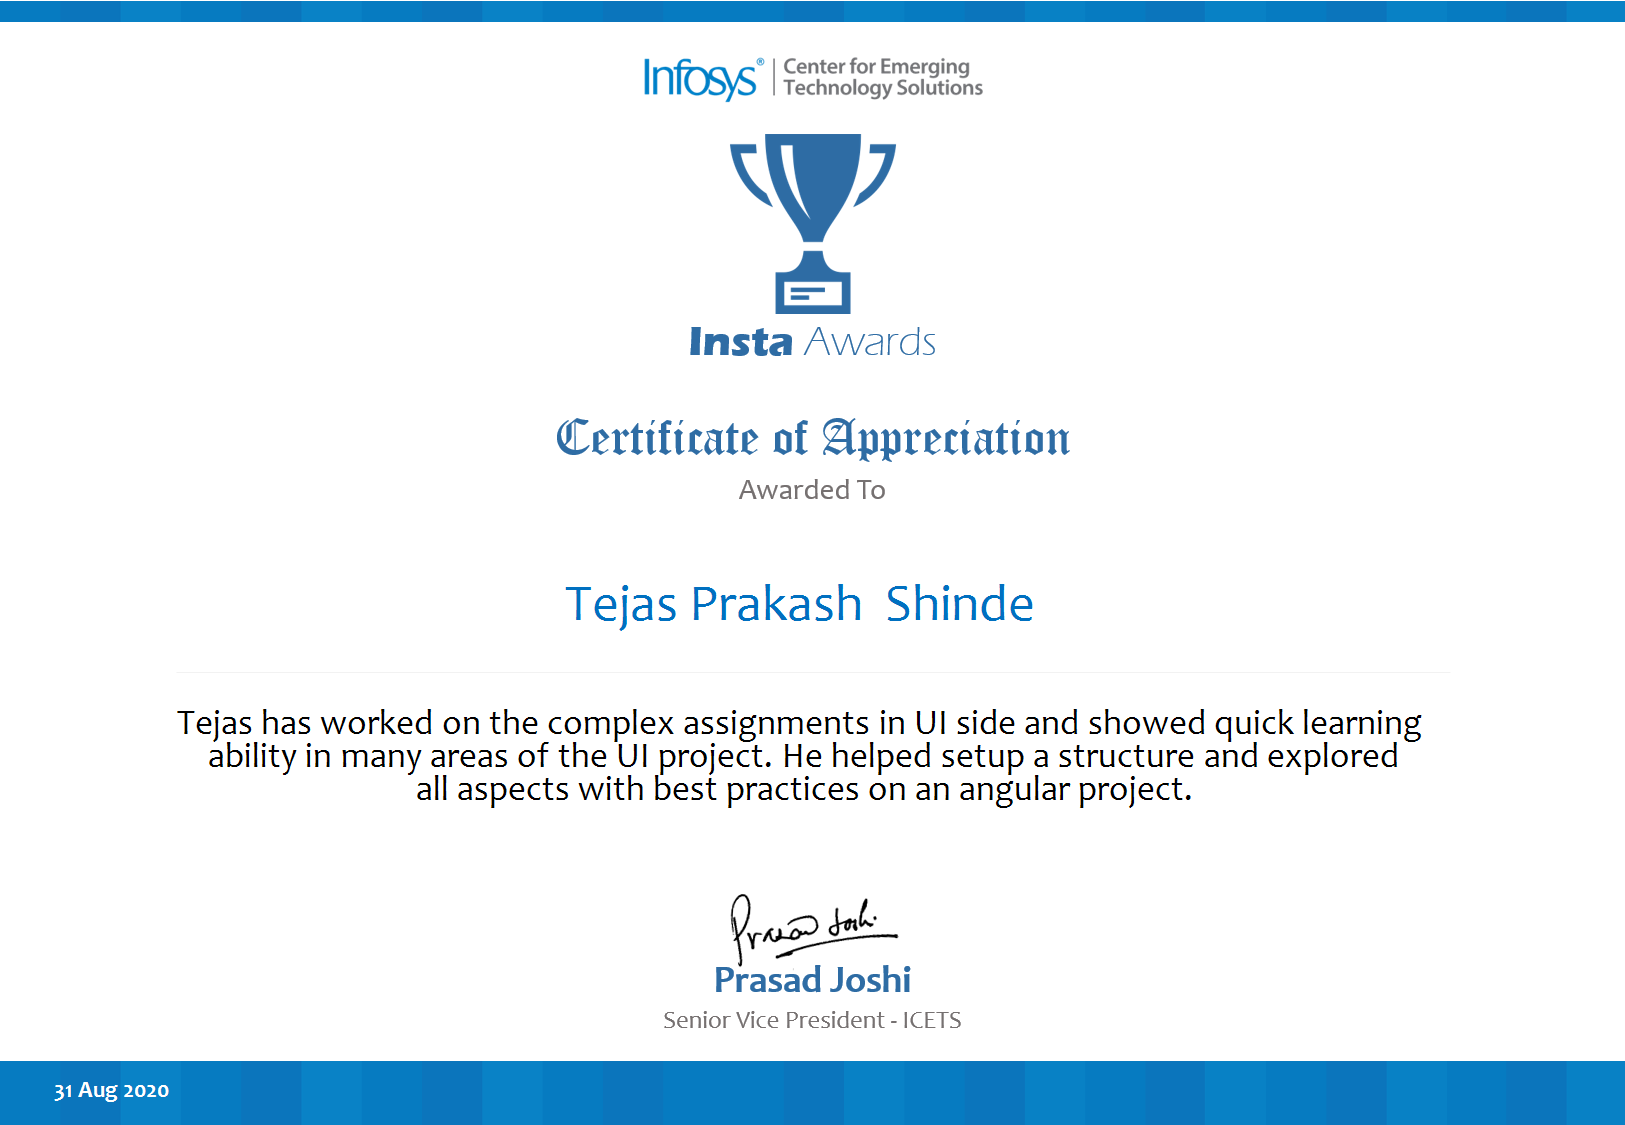 Infosys® | Center for Emerging
Technology Solutions
Insta Awards
Certificate of Appreciation
Awarded To
Tejas Prakash  Shinde
Tejas has worked on the complex assignments in UI side and showed quick learning
ability in many areas of the UI project. He helped setup a structure and explored
all aspects with best practices on an angular project.
Prasad Joshi
Prasad Joshi
Senior Vice President - ICETS
31 Aug 2020